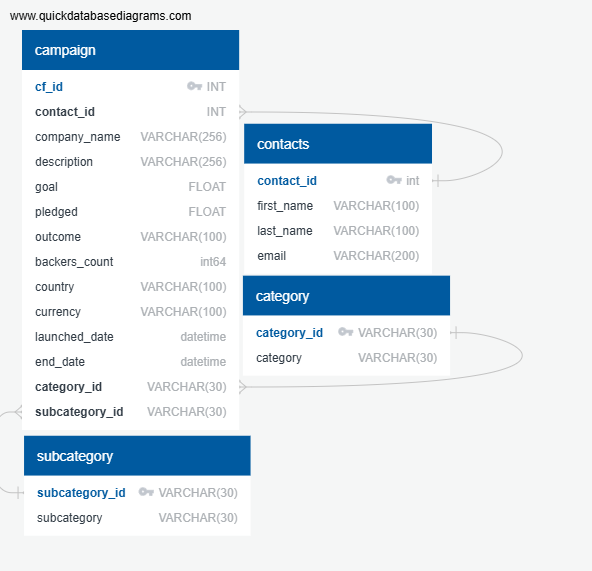 www.quickdatabasediagrams.com
campaign
cf_id INT
contact_id INT
company_name VARCHAR(256)
description VARCHAR(256)
goal FLOAT
pledged FLOAT
outcome VARCHAR(100)
backers_count int64
country VARCHAR(100)
currency VARCHAR(100)
launched_date datetime
end_date datetime
category_id VARCHAR(30)
subcategory_id VARCHAR(30)
contacts
contact_id int
first_name VARCHAR(100)
last_name VARCHAR(100)
email VARCHAR(200)
category
category_id VARCHAR(30)
category VARCHAR(30)
subcategory
subcategory_id VARCHAR(30)
subcategory VARCHAR(30)